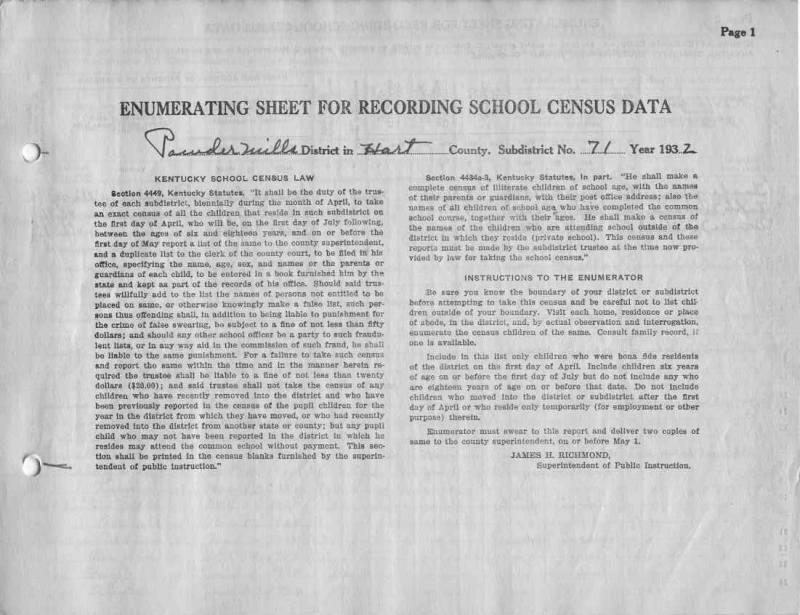 Page 1
ENUMERATING SHEET FOR RECORDING SCHOOL CENSUS DATA
Powder Mills District in Hart County. Subdistrict No. 71 Year 1932
KENTUCKY SCHOOL CENSUS LAW
Section 4449, Kentucky Statutes. "It shall be the duty of the trus-
tee of each subdistrict, biennially during the month of April, to take
an exact census of all the children that reside in such subdistrict on
the first day of April, who will be, on the first day of July following,
between the ages of six and eighteen years, and on or before the
first day of May report a list of the same to the county superintendent,
and a duplicate list to the clerk of the county court, to be filed in his
office, specifying the name, age, sex, and names or the parents or
guardians of each child, to be entered in a book furnished him by the
state and kept as part of the records of his office. Should said trus-
tees willfully add to the list the names of persons not entitled to be
placed on same, or otherwise knowingly make a false list, such per-
sons thus offending shall, in addition to being liable to punishment for
the crime of false swearing, be subject to a fine of not less than fifty
dollars; and should any other school officer be a party to such fraudu-
lent lists, or in any way aid in the commission of such fraud, he shall
be liable to the same punishment. For a failure to take such census
and report the same within the time and in the manner herein re-
quired the trustee shall be liable to a fine of not less than twenty
dollars ($20.00); and said trustee shall not take the census of any
children who have recently removed into the district and who have
been previously reported in the census of the pupil children for the
year in the district from which they have moved, or who had recently
removed into the district from another state or county; but any pupil
child who may not have been reported in the district in which he
resides may attend the common school without payment. This sec-
tion shall be printed in the census blanks furnished by the superin-
tendent of public instruction."
Section 4434a-3, Kentucky Statutes, in part. "He shall make a
complete census of illiterate children of school age, with the names
of their parents or guardians, with their post office address; also the
names of all children of school age who have completed the common
school course, together with their ages. He shall make a census of
the names of the children who are attending school outside of the
district in which they reside (private school). This census and these
reports must be made by the subdistrict trustee at the time now pro-
vided by law for taking the school census."
INSTRUCTIONS TO THE ENUMERATOR
Be sure you know the boundary of your district or subdistrict
before attempting to take this census and be careful not to list chil-
dren outside of your boundary. Visit each home, residence or place
of abode, in the district, and, by actual observation and interrogation,
enumerate the census children of the same. Consult family record, if
one is available.
Include in this list only children who were bona fide residents
of the district on the first day of April. Include children six years
of age on or before the first day of July but do not include any who
are eighteen years of age on or before that date. Do not include
children who moved into the district or subdistrict after the first
day of April or who reside only temporarily (for employment or other
purpose) therein.
Enumerator must swear to this report and deliver two copies of
same to the county superintendent, on or before May 1.
JAMES H. RICHMOND,
Superintendent of Public Instruction.